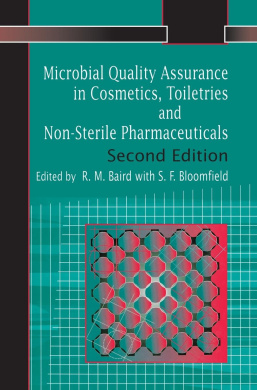 Microbial Quality Assurance
in Cosmetics, Toiletries
and
Non-Sterile Pharmaceuticals
Second Edition
Edited by R. M. Baird with S. F. Bloomfield